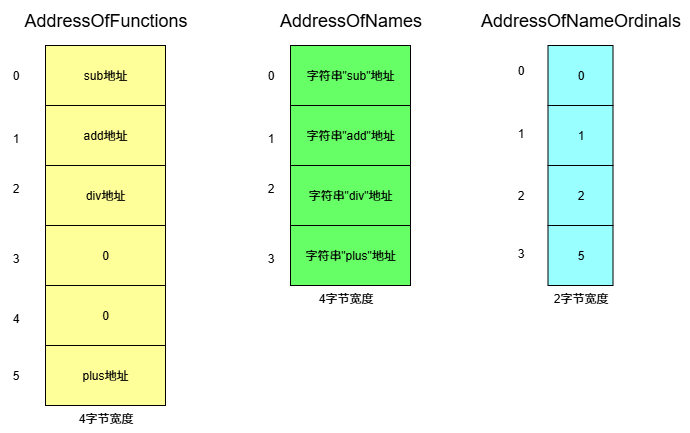 AddressOfFunctions
AddressOfNames
AddressOfNameOrdinals
0
sub地址
0
字符串"sub"地址
0
0
1
add地址
1
字符串"add"地址
1
1
2
div地址
2
字符串"div"地址
2
2
3
0
3
字符串"plus"地址
3
5
4字节宽度
2字节宽度
4
0
5
plus地址
4字节宽度